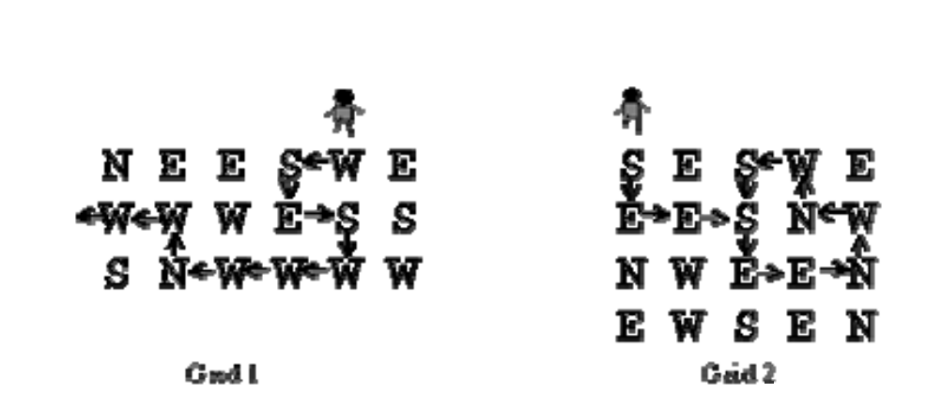 N E E S W E
W W W E S S
S N W W W W
Grid 1
S E S W E
E E S N W
N W E E N
E W S E N
Grid 2